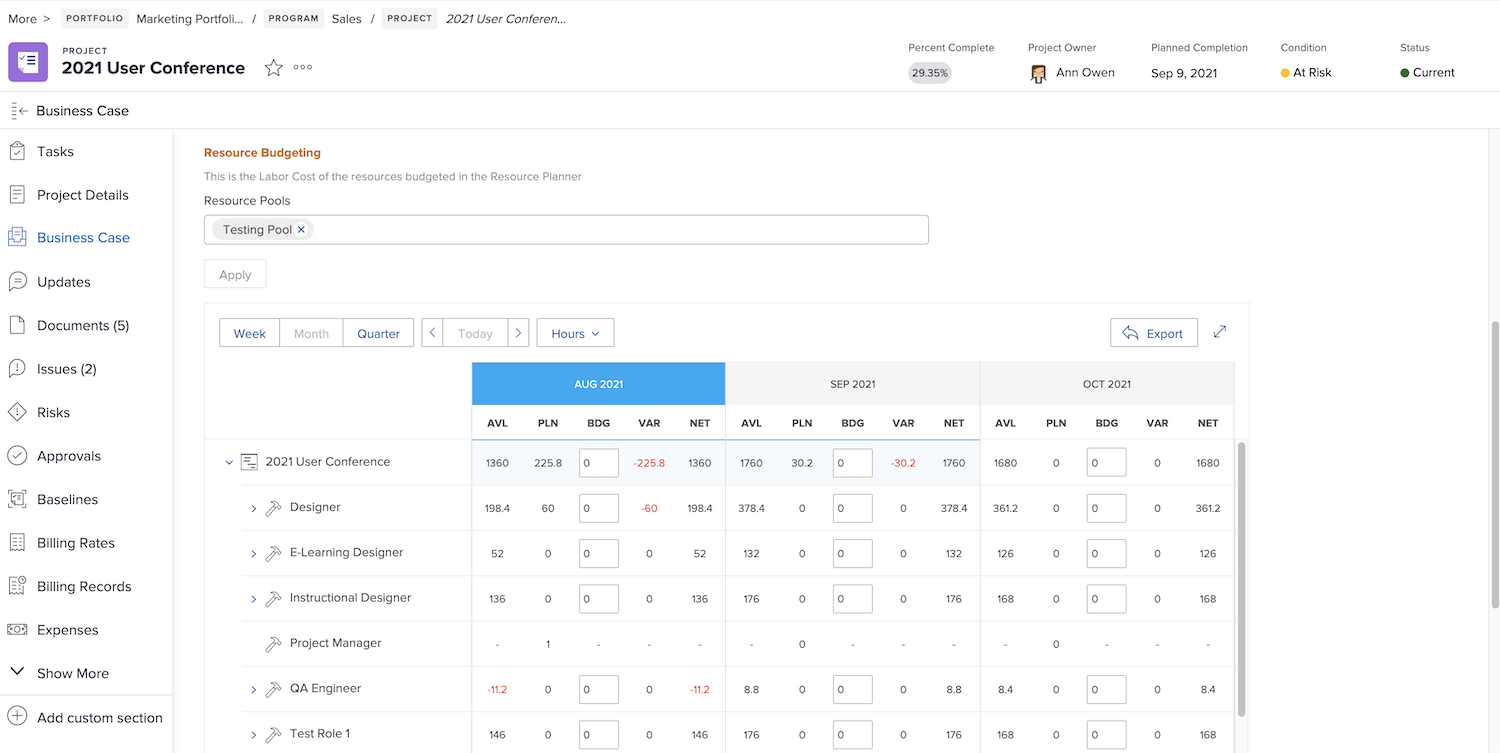 More > PORTFOLIO Marketing Portfoli... / PROGRAM Sales / PROJECT 2021 User Conferen...
PROJECT
2021 User Conference
Percent Complete Project Owner Planned Completion Condition Status
29.35% Ann Owen Sep 9, 2021 At Risk Current
Business Case
Tasks
Project Details
Business Case
Updates
Documents (5)
Issues (2)
Risks
Approvals
Baselines
Billing Rates
Billing Records
Expenses
Show More
Add custom section
Resource Budgeting
This is the Labor Cost of the resources budgeted in the Resource Planner
Resource Pools
Testing Pool ×
Apply
Week Month Quarter < Today > Hours Export
AUG 2021 SEP 2021 OCT 2021
AVL PLN BDG VAR NET AVL PLN BDG VAR NET AVL PLN BDG VAR NET
2021 User Conference 1360 225.8 0 -225.8 1360 1760 30.2 0 -30.2 1760 1680 0 0 0 1680
Designer 198.4 60 0 -60 198.4 378.4 0 0 0 378.4 361.2 0 0 0 361.2
E-Learning Designer 52 0 0 0 52 132 0 0 0 132 126 0 0 0 126
Instructional Designer 136 0 0 0 136 176 0 0 0 176 168 0 0 0 168
Project Manager - 1 - - - - 0 - - - - 0 - - -
QA Engineer -11.2 0 0 0 -11.2 8.8 0 0 0 8.8 8.4 0 0 0 8.4
Test Role 1 146 0 0 0 146 176 0 0 0 176 168 0 0 0 168